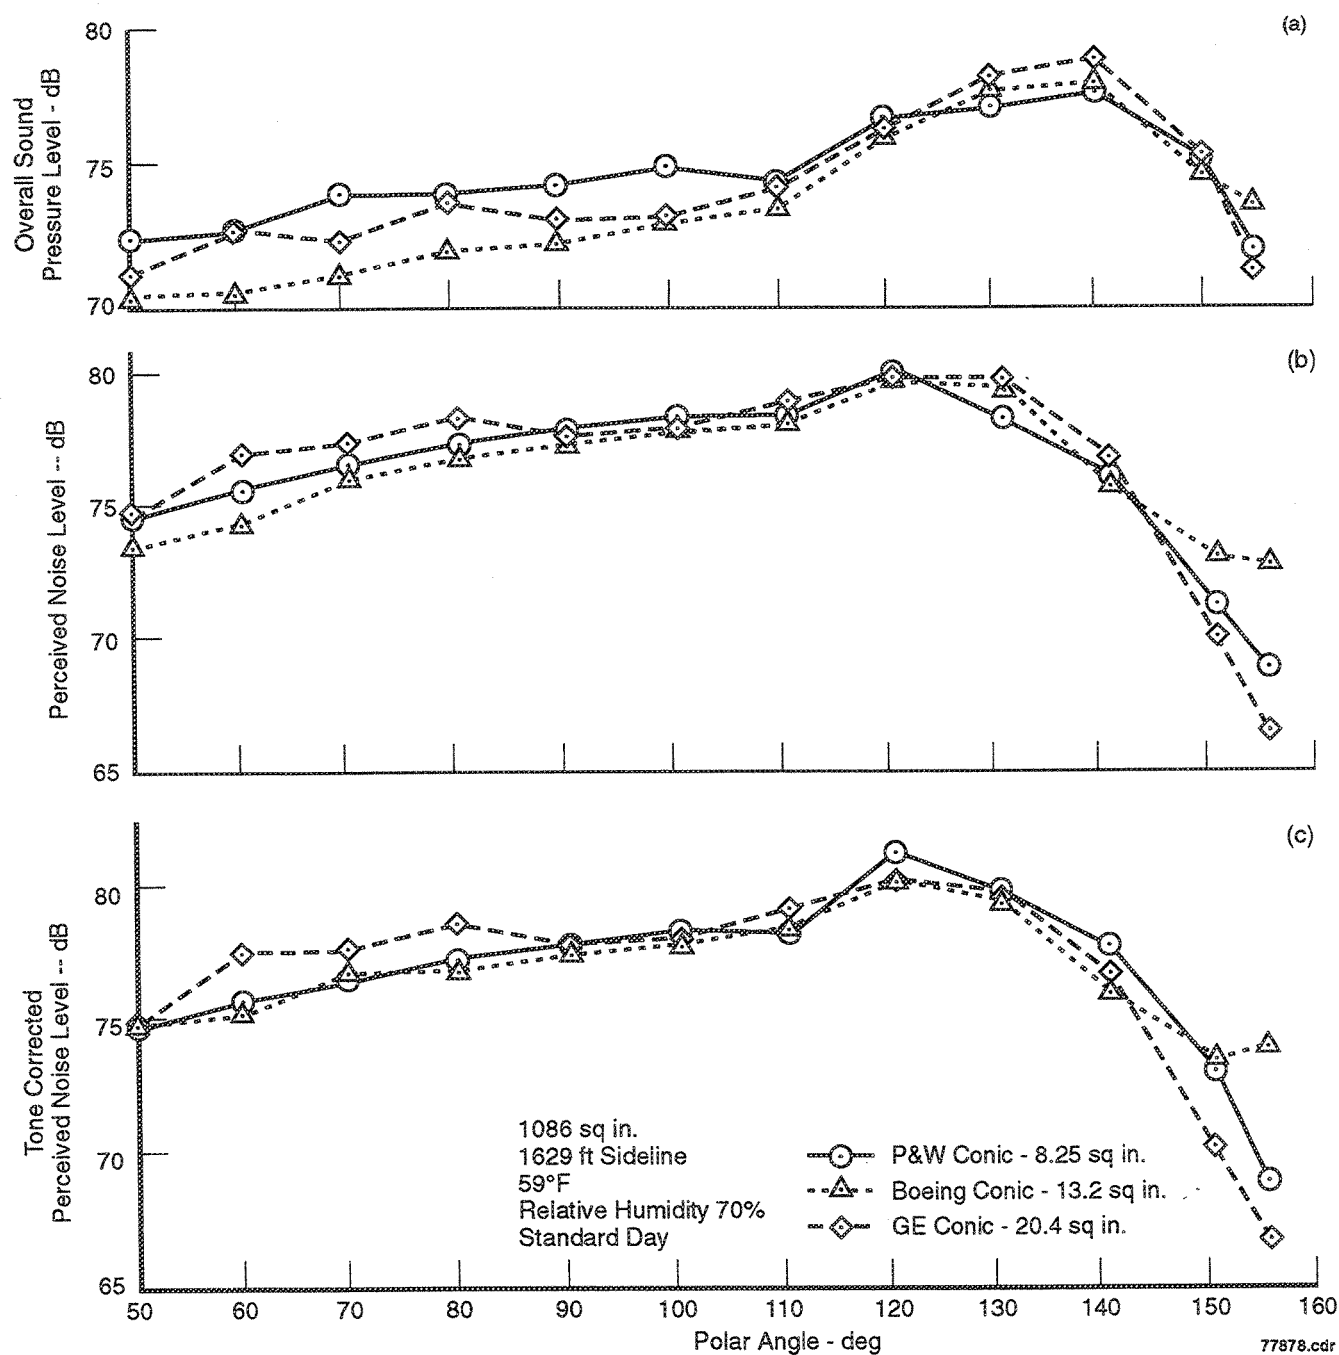 (a)
80
75
70
Overall Sound
Pressure Level - dB
(b)
80
75
70
65
Perceived Noise Level -- dB
(c)
80
75
70
65
Tone Corrected
Perceived Noise Level -- dB
1086 sq in.
1629 ft Sideline
59°F
Relative Humidity 70%
Standard Day
P&W Conic - 8.25 sq in.
Boeing Conic - 13.2 sq in.
GE Conic - 20.4 sq in.
50 60 70 80 90 100 110 120 130 140 150 160
Polar Angle - deg
77878.cdr